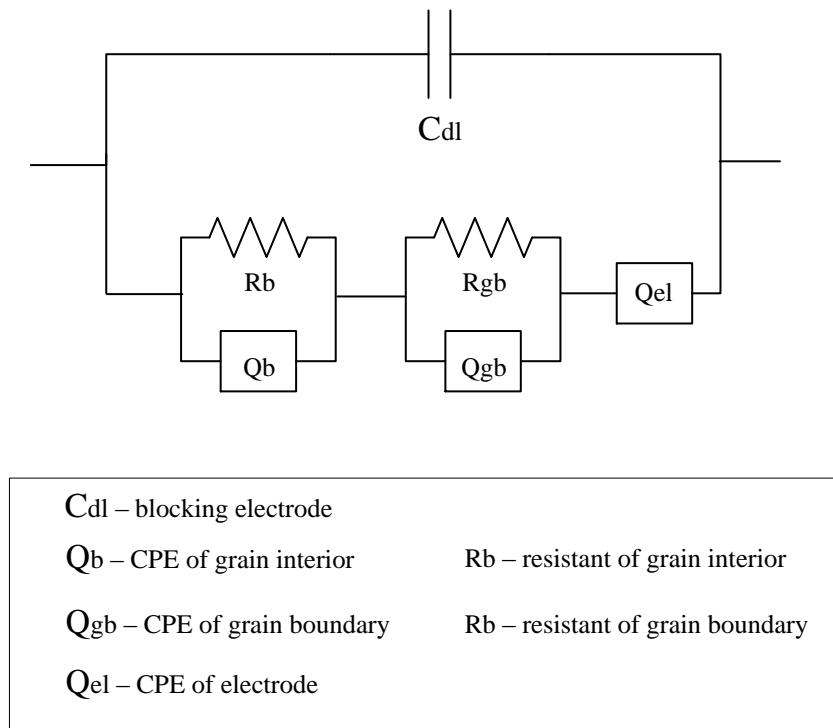 Cdl
Rb
Rgb
Qel
Qb
Qgb
Cdl – blocking electrode
Qb – CPE of grain interior
Rb – resistant of grain interior
Qgb – CPE of grain boundary
Rb – resistant of grain boundary
Qel – CPE of electrode